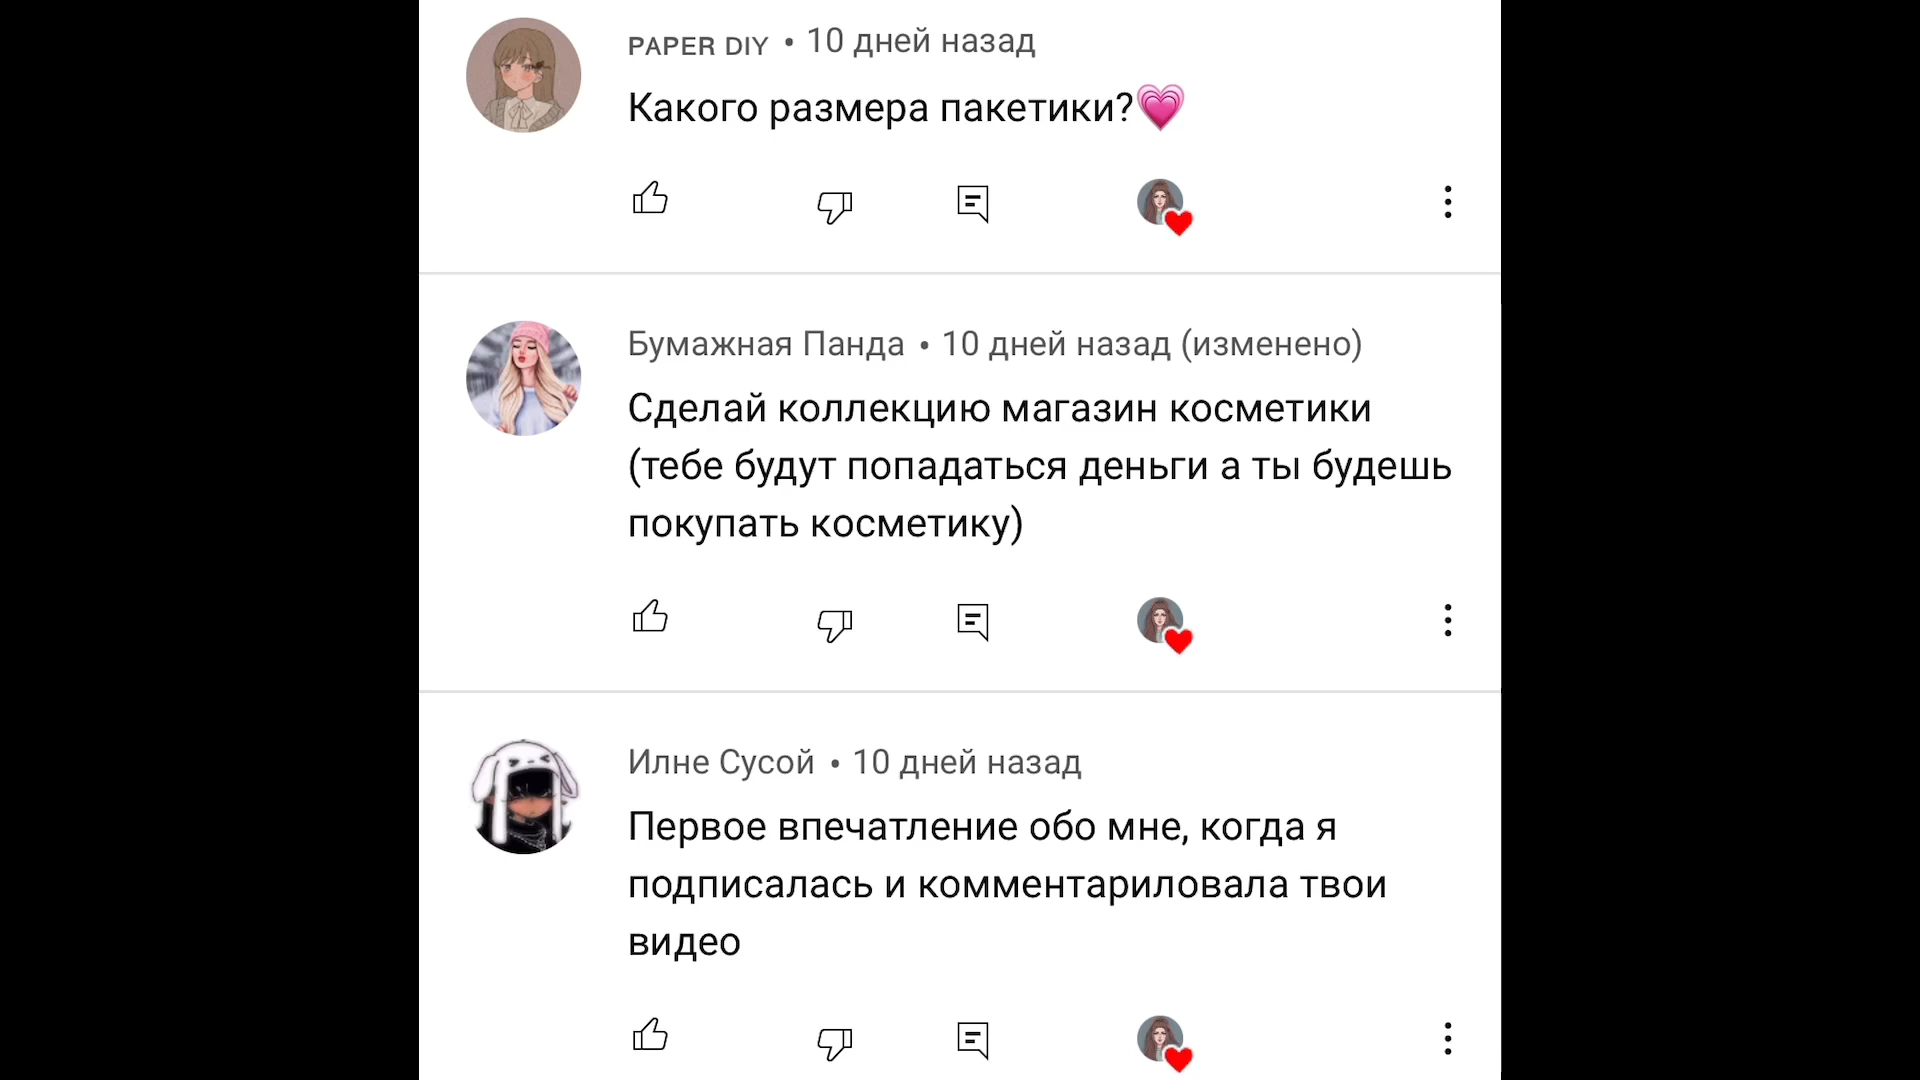 PAPER DIY • 10 дней назад
Какого размера пакетики?💗
Бумажная Панда • 10 дней назад (изменено)
Сделай коллекцию магазин косметики
(тебе будут попадаться деньги а ты будешь
покупать косметику)
Илне Сусой • 10 дней назад
Первое впечатление обо мне, когда я
подписалась и комментариловала твои
видео